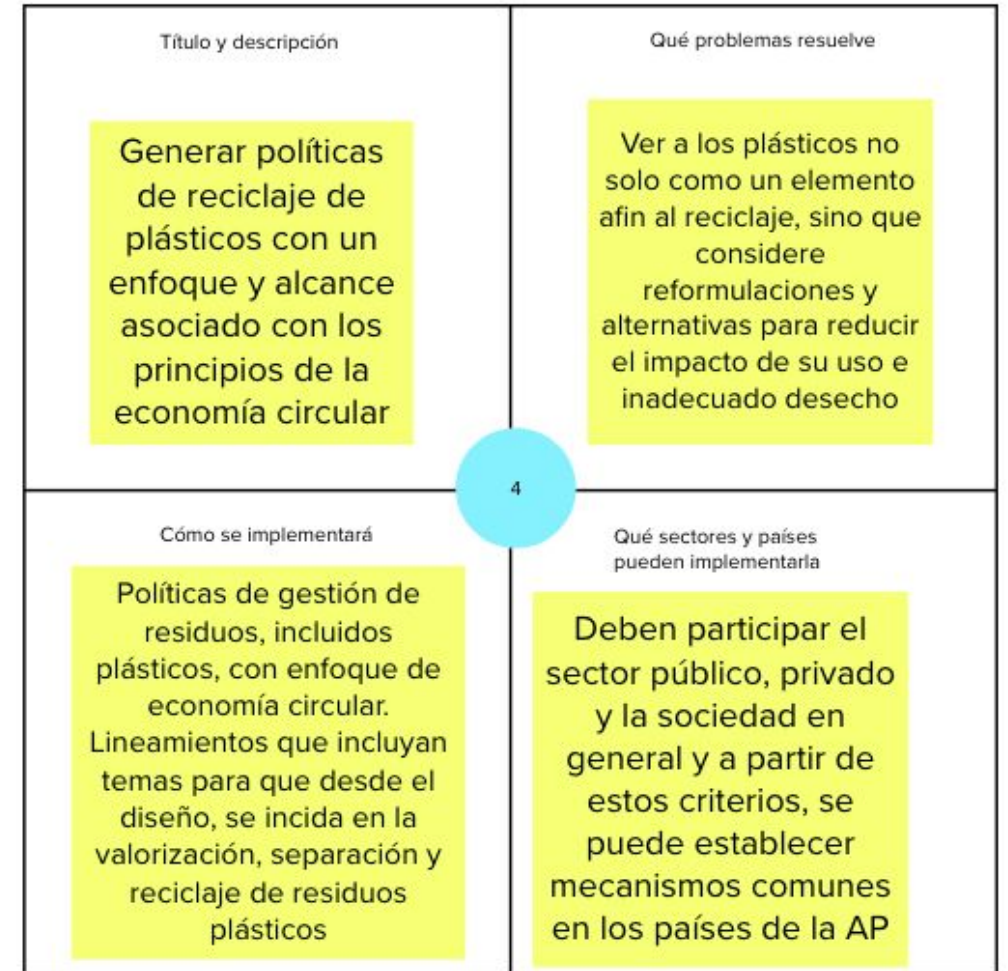 Título y descripción
Generar políticas
de reciclaje de
plásticos con un
enfoque y alcance
asociado con los
principios de la
economía circular
Qué problemas resuelve
Ver a los plásticos no
solo como un elemento
afin al reciclaje, sino que
considere
reformulaciones y
alternativas para reducir
el impacto de su uso e
inadecuado desecho
4
Cómo se implementará
Políticas de gestión de
residuos, incluidos
plásticos, con enfoque de
economía circular.
Lineamientos que incluyan
temas para que desde el
diseño, se incida en la
valorización, separación y
reciclaje de residuos
plásticos
Qué sectores y países
pueden implementarla
Deben participar el
sector público, privado
y la sociedad en
general y a partir de
estos criterios, se
puede establecer
mecanismos comunes
en los países de la AP